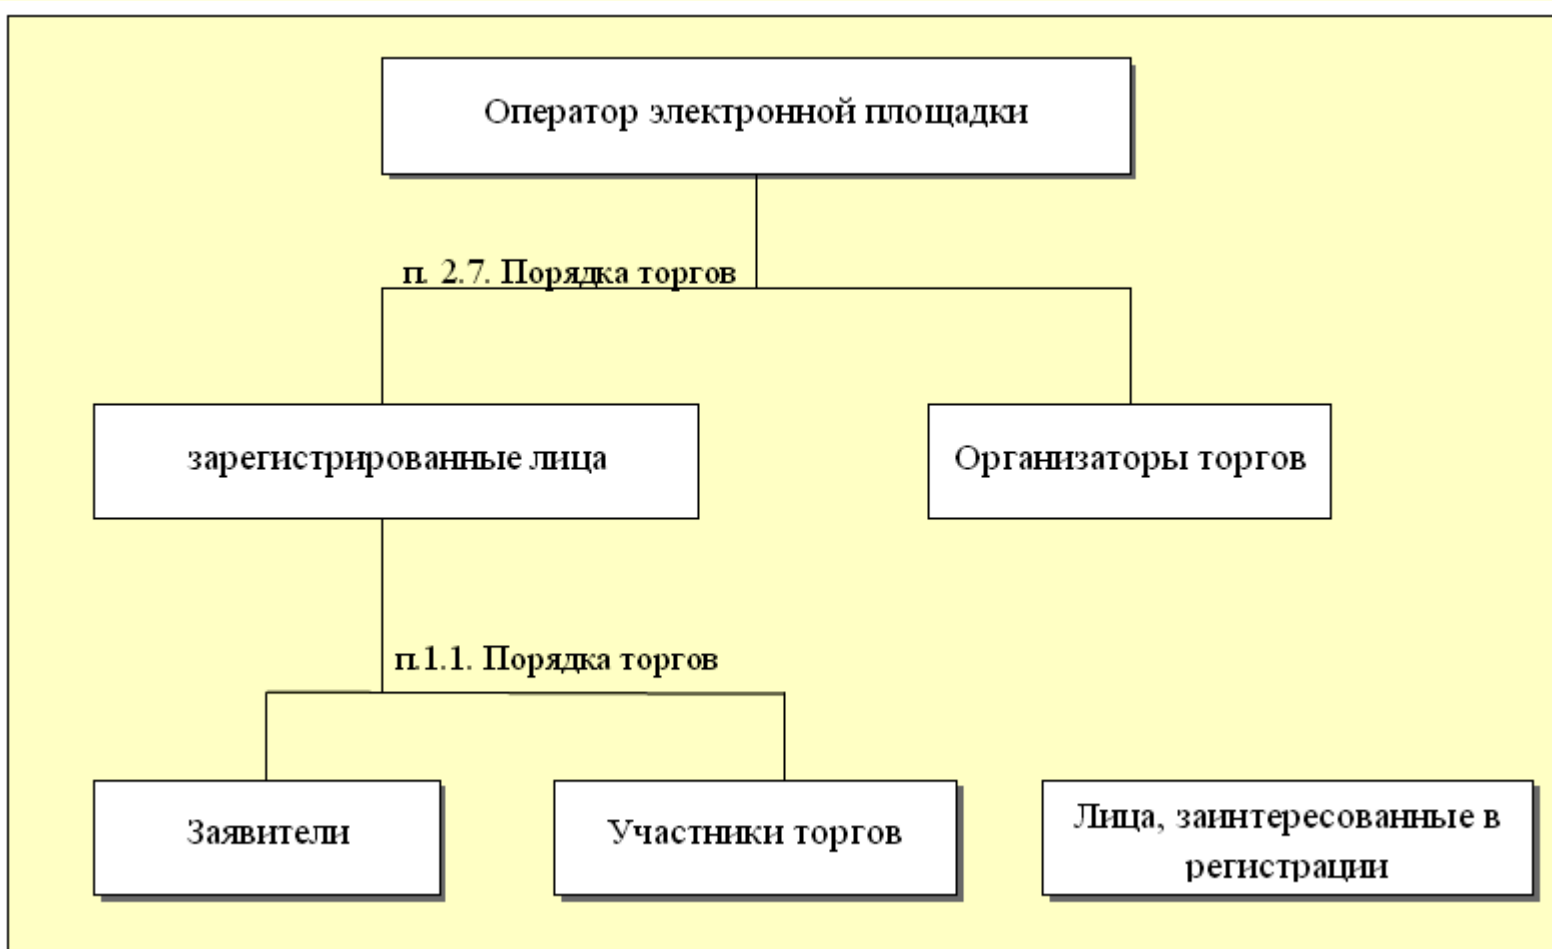 Оператор электронной площадки
п. 2.7. Порядка торгов
зарегистрированные лица
Организаторы торгов
п.1.1. Порядка торгов
Заявители
Участники торгов
Лица, заинтересованные в
регистрации